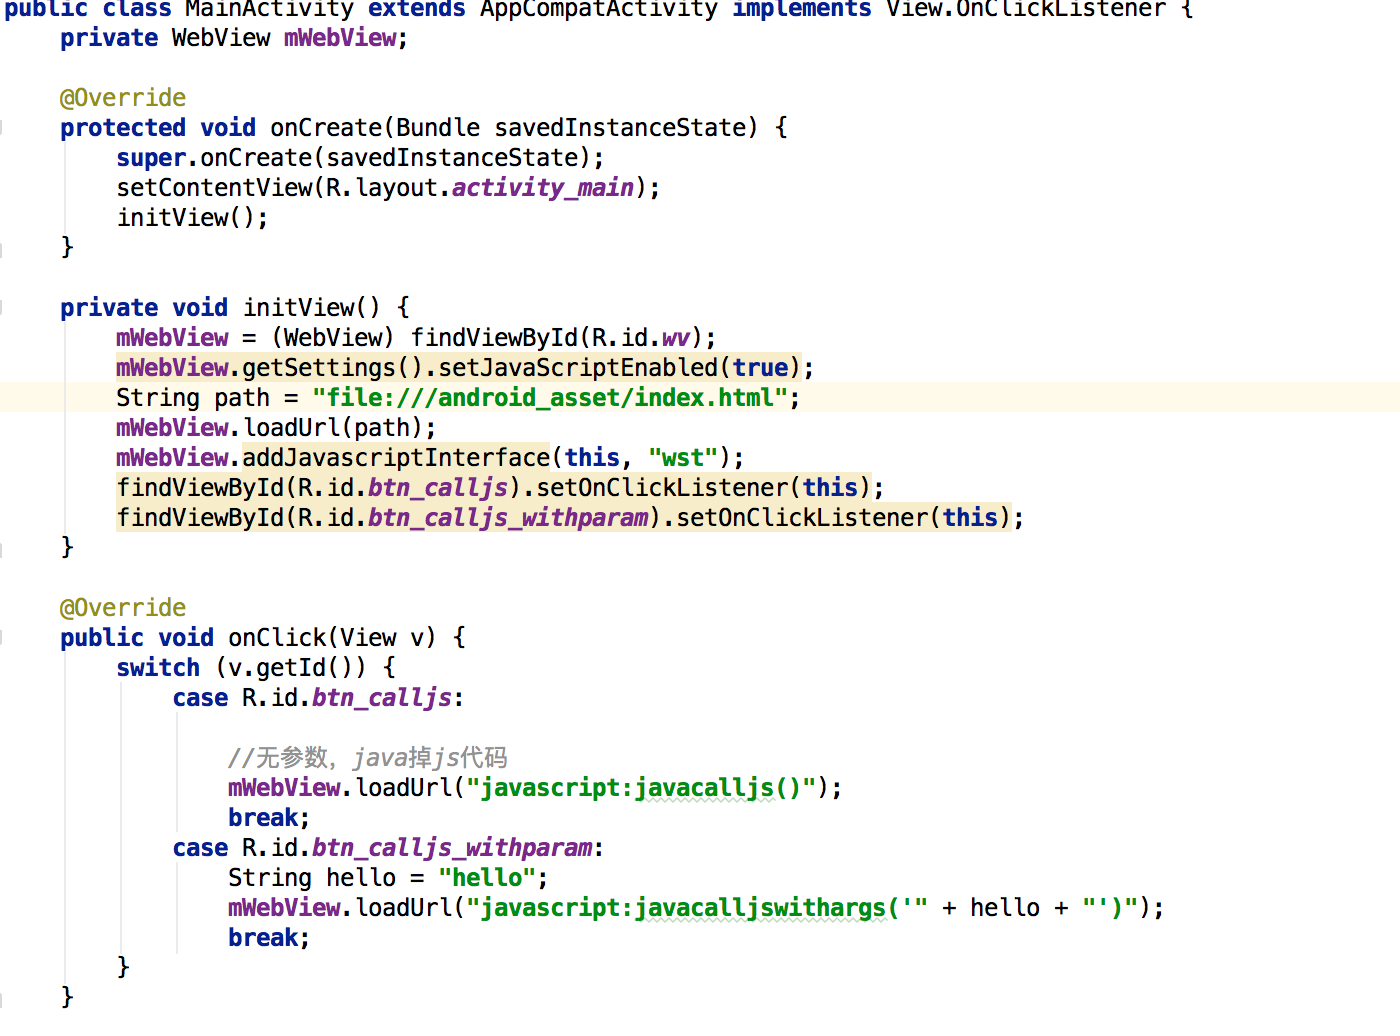 public class MainActivity extends AppCompatActivity implements View.OnClickListener {
    private WebView mWebView;

    @Override
    protected void onCreate(Bundle savedInstanceState) {
        super.onCreate(savedInstanceState);
        setContentView(R.layout.activity_main);
        initView();
    }

    private void initView() {
        mWebView = (WebView) findViewById(R.id.wv);
        mWebView.getSettings().setJavaScriptEnabled(true);
        String path = "file:///android_asset/index.html";
        mWebView.loadUrl(path);
        mWebView.addJavascriptInterface(this, "wst");
        findViewById(R.id.btn_calljs).setOnClickListener(this);
        findViewById(R.id.btn_calljs_withparam).setOnClickListener(this);
    }

    @Override
    public void onClick(View v) {
        switch (v.getId()) {
            case R.id.btn_calljs:

                //无参数，java掉js代码
                mWebView.loadUrl("javascript:javacalljs()");
                break;
            case R.id.btn_calljs_withparam:
                String hello = "hello";
                mWebView.loadUrl("javascript:javacalljswithargs('" + hello + "')");
                break;
        }
    }